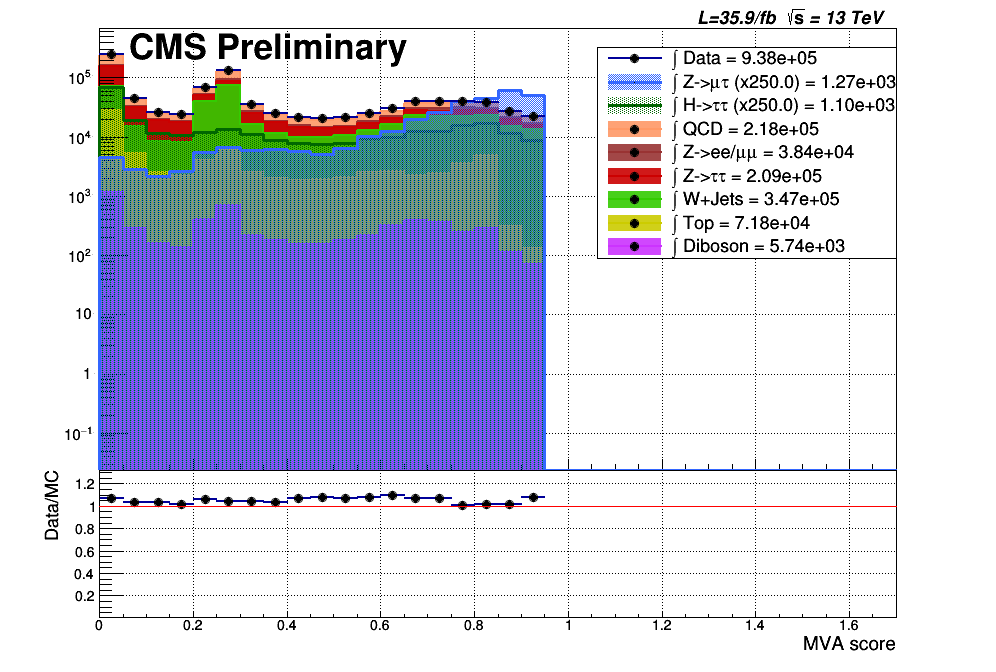 L=35.9/fb √s = 13 TeV
CMS Preliminary
∫ Data = 9.38e+05
∫ Z->μτ (x250.0) = 1.27e+03
∫ H->ττ (x250.0) = 1.10e+03
∫ QCD = 2.18e+05
∫ Z->ee/μμ = 3.84e+04
∫ Z->ττ = 2.09e+05
∫ W+Jets = 3.47e+05
∫ Top = 7.18e+04
∫ Diboson = 5.74e+03
10⁵
10⁴
10³
10²
10
1
10⁻¹
Data/MC
1.2
1
0.8
0.6
0.4
0.2
0 0.2 0.4 0.6 0.8 1 1.2 1.4 1.6
MVA score